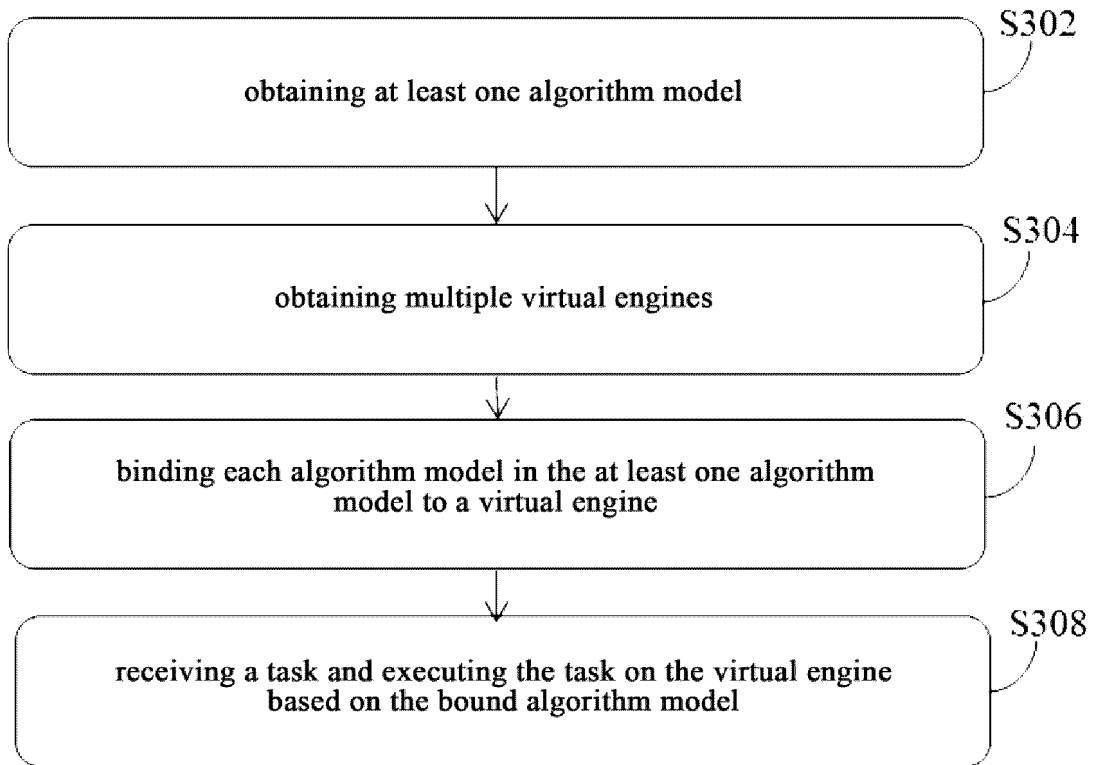 S302
obtaining at least one algorithm model
S304
obtaining multiple virtual engines
S306
binding each algorithm model in the at least one algorithm
model to a virtual engine
S308
receiving a task and executing the task on the virtual engine
based on the bound algorithm model